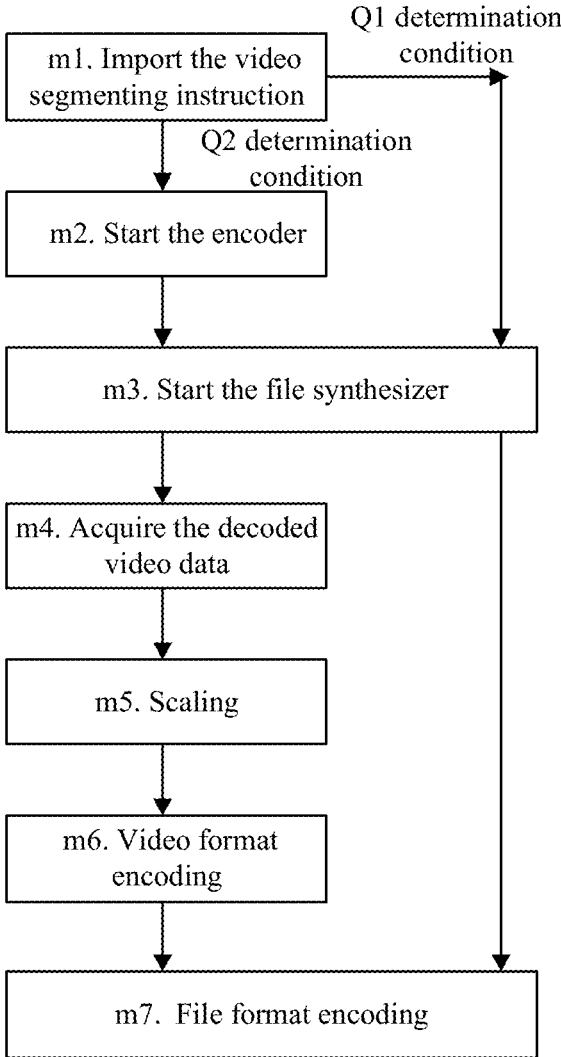 Q1 determination
condition
m1. Import the video
segmenting instruction
Q2 determination
condition
m2. Start the encoder
m3. Start the file synthesizer
m4. Acquire the decoded
video data
m5. Scaling
m6. Video format
encoding
m7. File format encoding